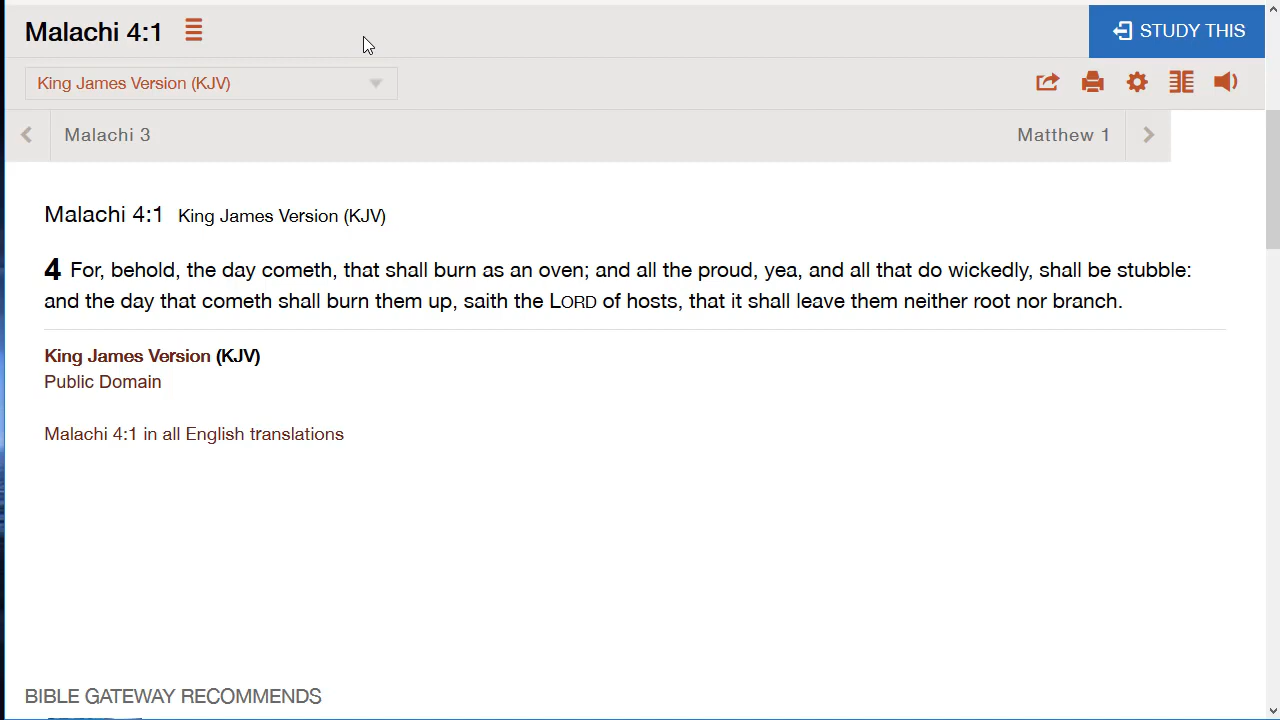 Malachi 4:1
STUDY THIS
King James Version (KJV)
Malachi 3
Matthew 1
Malachi 4:1 King James Version (KJV)
4 For, behold, the day cometh, that shall burn as an oven; and all the proud, yea, and all that do wickedly, shall be stubble:
and the day that cometh shall burn them up, saith the LORD of hosts, that it shall leave them neither root nor branch.
King James Version (KJV)
Public Domain
Malachi 4:1 in all English translations
BIBLE GATEWAY RECOMMENDS